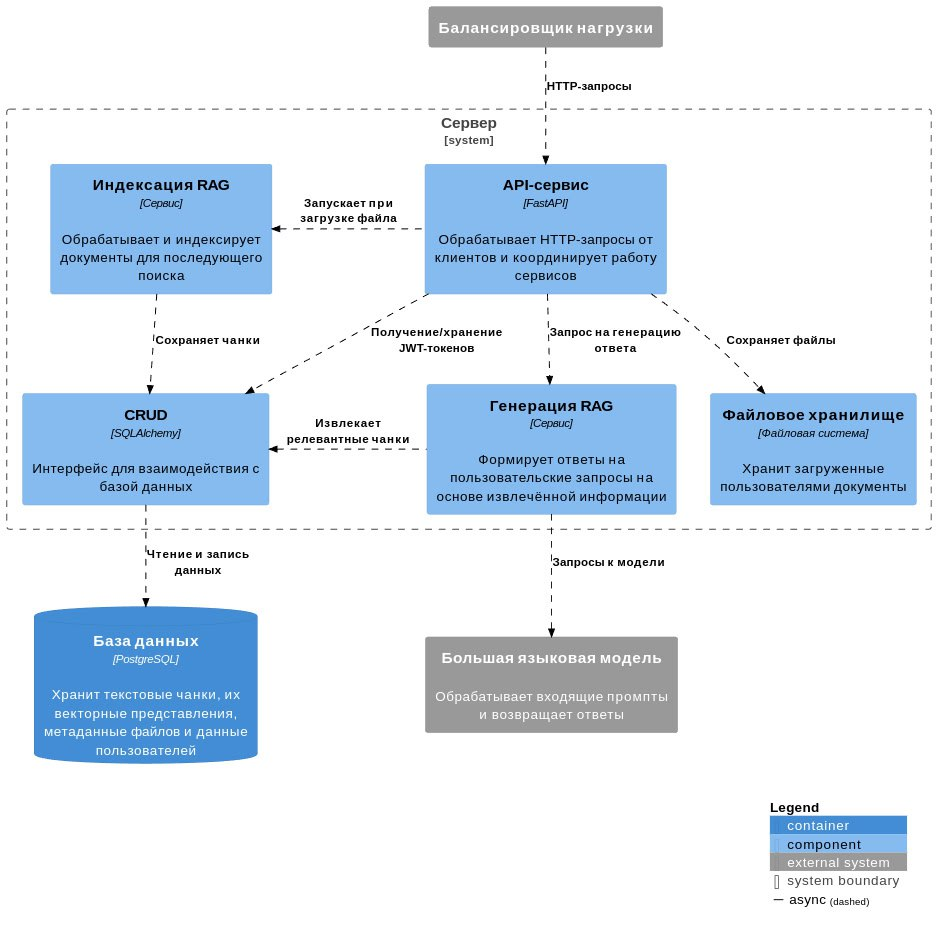 Балансировщик нагрузки
HTTP-запросы
Сервер
[system]
Индексация RAG
[Сервис]
Обрабатывает и индексирует
документы для последующего
поиска
Запускает при
загрузке файла
API-сервис
[FastAPI]
Обрабатывает HTTP-запросы от
клиентов и координирует работу
сервисов
Сохраняет чанки
Получение/хранение
JWT-токенов
Запрос на генерацию
ответа
Сохраняет файлы
CRUD
[SQLAlchemy]
Интерфейс для взаимодействия с
базой данных
Извлекает
релевантные чанки
Генерация RAG
[Сервис]
Формирует ответы на
пользовательские запросы на
основе извлечённой информации
Файловое хранилище
[Файловая система]
Хранит загруженные
пользователями документы
Чтение и запись
данных
Запросы к модели
База данных
[PostgreSQL]
Хранит текстовые чанки, их
векторные представления,
метаданные файлов и данные
пользователей
Большая языковая модель
Обрабатывает входящие промпты
и возвращает ответы
Legend
container
component
external system
system boundary
async (dashed)